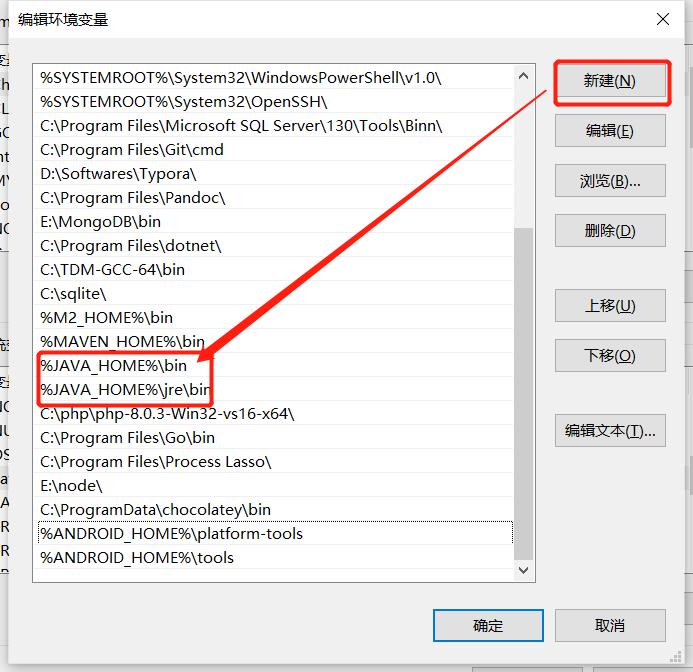 编辑环境变量
%SYSTEMROOT%\System32\WindowsPowerShell\v1.0\
%SYSTEMROOT%\System32\OpenSSH\
C:\Program Files\Microsoft SQL Server\130\Tools\Binn\
C:\Program Files\Git\cmd
D:\Softwares\Typora\
C:\Program Files\Pandoc\
E:\MongoDB\bin
C:\Program Files\dotnet\
C:\TDM-GCC-64\bin
C:\sqlite\
%M2_HOME%\bin
%MAVEN_HOME%\bin
%JAVA_HOME%\bin
%JAVA_HOME%\jre\bin
C:\php\php-8.0.3-Win32-vs16-x64\
C:\Program Files\Go\bin
C:\Program Files\Process Lasso\
E:\node\
C:\ProgramData\chocolatey\bin
%ANDROID_HOME%\platform-tools
%ANDROID_HOME%\tools
新建(N)
编辑(E)
浏览(B)...
删除(D)
上移(U)
下移(O)
编辑文本(T)...
确定
取消